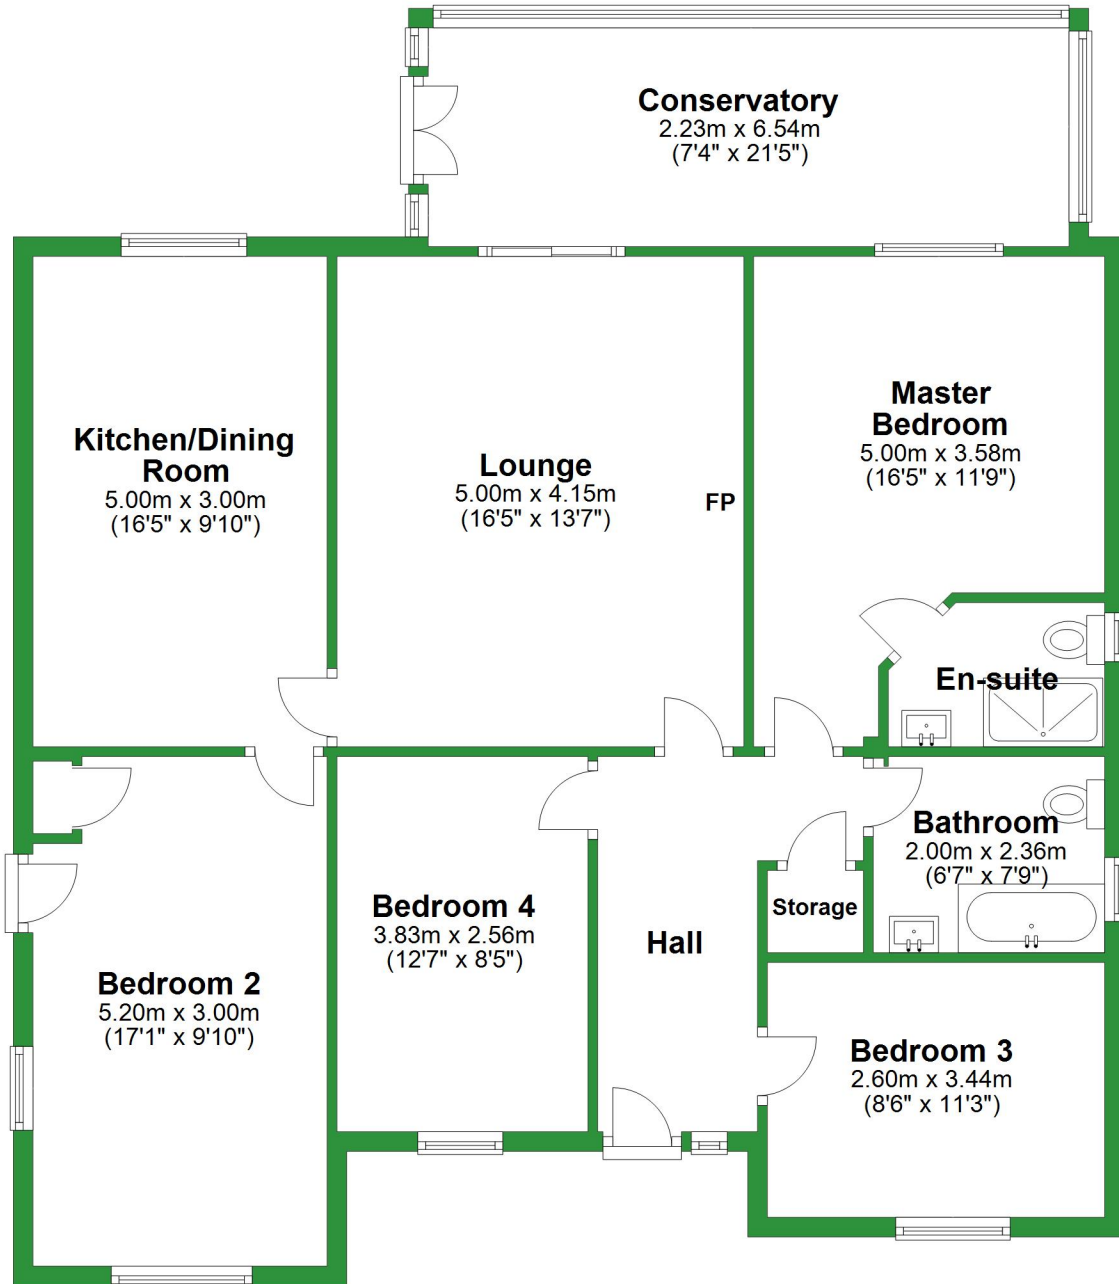 Conservatory
2.23m x 6.54m
(7'4" x 21'5")
Kitchen/Dining
Room
5.00m x 3.00m
(16'5" x 9'10")
Lounge
5.00m x 4.15m
(16'5" x 13'7")
FP
Master
Bedroom
5.00m x 3.58m
(16'5" x 11'9")
En-suite
Bathroom
2.00m x 2.36m
(6'7" x 7'9")
Bedroom 4
3.83m x 2.56m
(12'7" x 8'5")
Storage
Hall
Bedroom 2
5.20m x 3.00m
(17'1" x 9'10")
Bedroom 3
2.60m x 3.44m
(8'6" x 11'3")